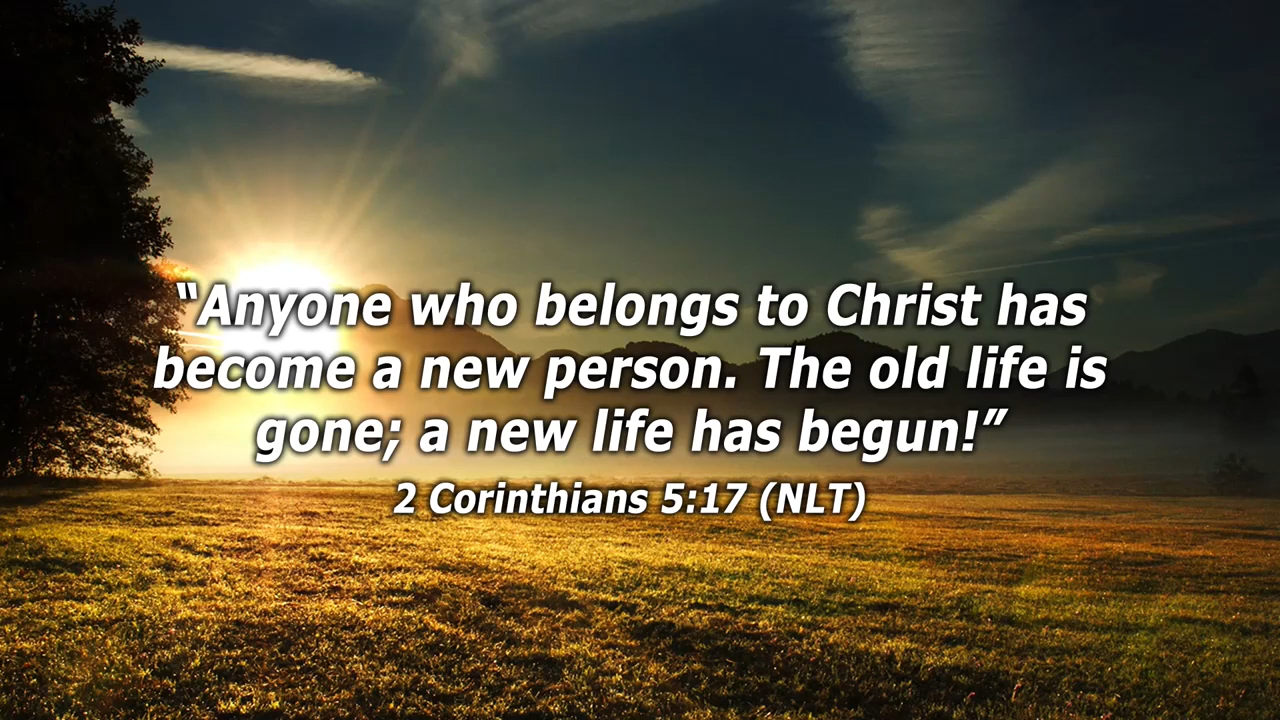 “Anyone who belongs to Christ has
become a new person. The old life is
gone; a new life has begun!”
2 Corinthians 5:17 (NLT)